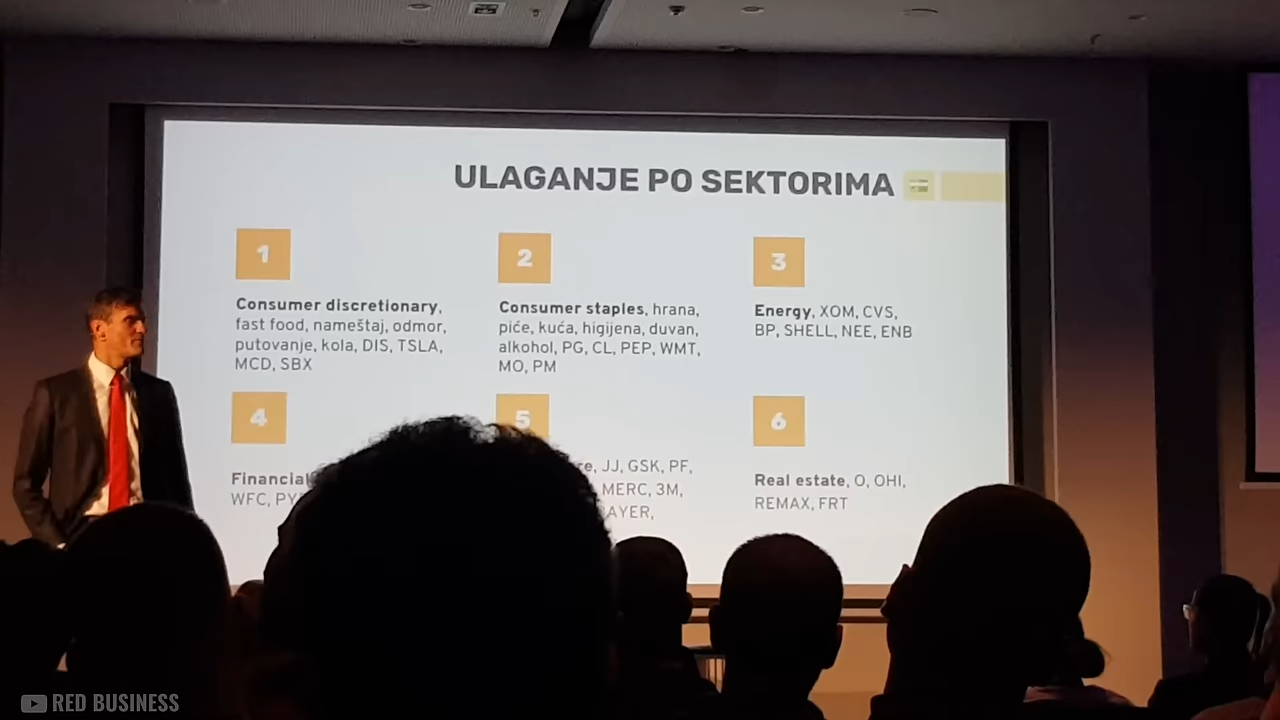 ULAGANJE PO SEKTORIMA
1
Consumer discretionary,
fast food, nameštaj, odmor,
putovanje, kola, DIS, TSLA,
MCD, SBX
2
Consumer staples, hrana,
piće, kuća, higijena, duvan,
alkohol, PG, CL, PEP, WMT,
MO, PM
3
Energy, XOM, CVS,
BP, SHELL, NEE, ENB
4
Financial
WFC,
5
JJ, GSK, PF,
MERC, 3M,
BAYER,
6
Real estate, O, OHI,
REMAX, FRT
RED BUSINESS